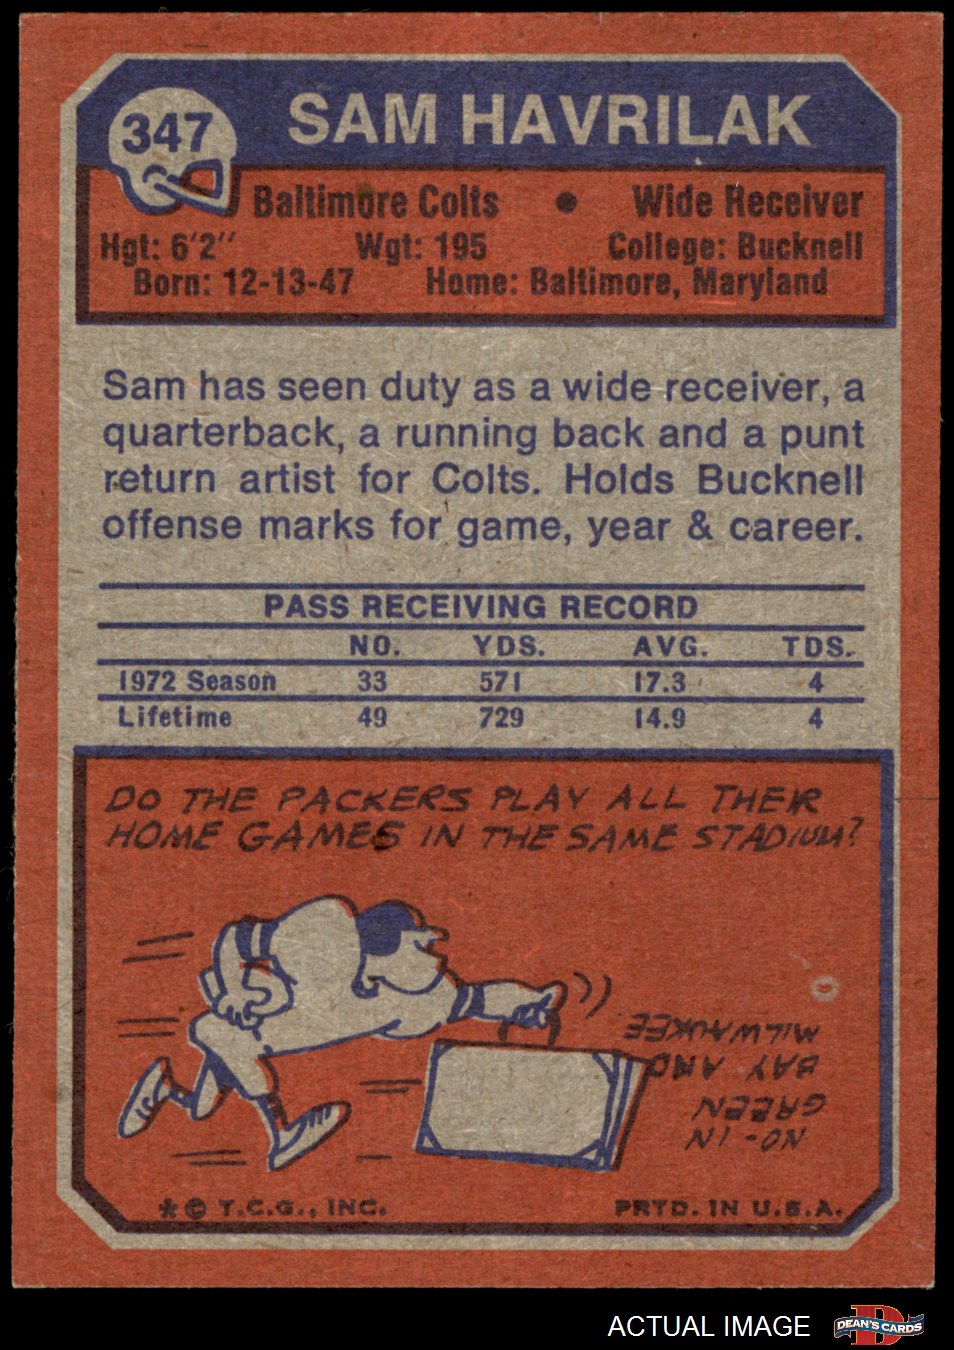 347
SAM HAVRILAK
Baltimore Colts • Wide Receiver
Hgt: 6'2" Wgt: 195 College: Bucknell
Born: 12-13-47 Home: Baltimore, Maryland
Sam has seen duty as a wide receiver, a
quarterback, a running back and a punt
return artist for Colts. Holds Bucknell
offense marks for game, year & career.
PASS RECEIVING RECORD
NO. YDS. AVG. TDS.
1972 Season 33 571 17.3 4
Lifetime 49 729 14.9 4
DO THE PACKERS PLAY ALL THEIR
HOME GAMES IN THE SAME STADIUM?
NO-IN
GREEN
BAY AND
MILWAUKEE
* © T.C.G., INC. PRTD. IN U.S.A.
ACTUAL IMAGE
D
DEAN'S CARDS